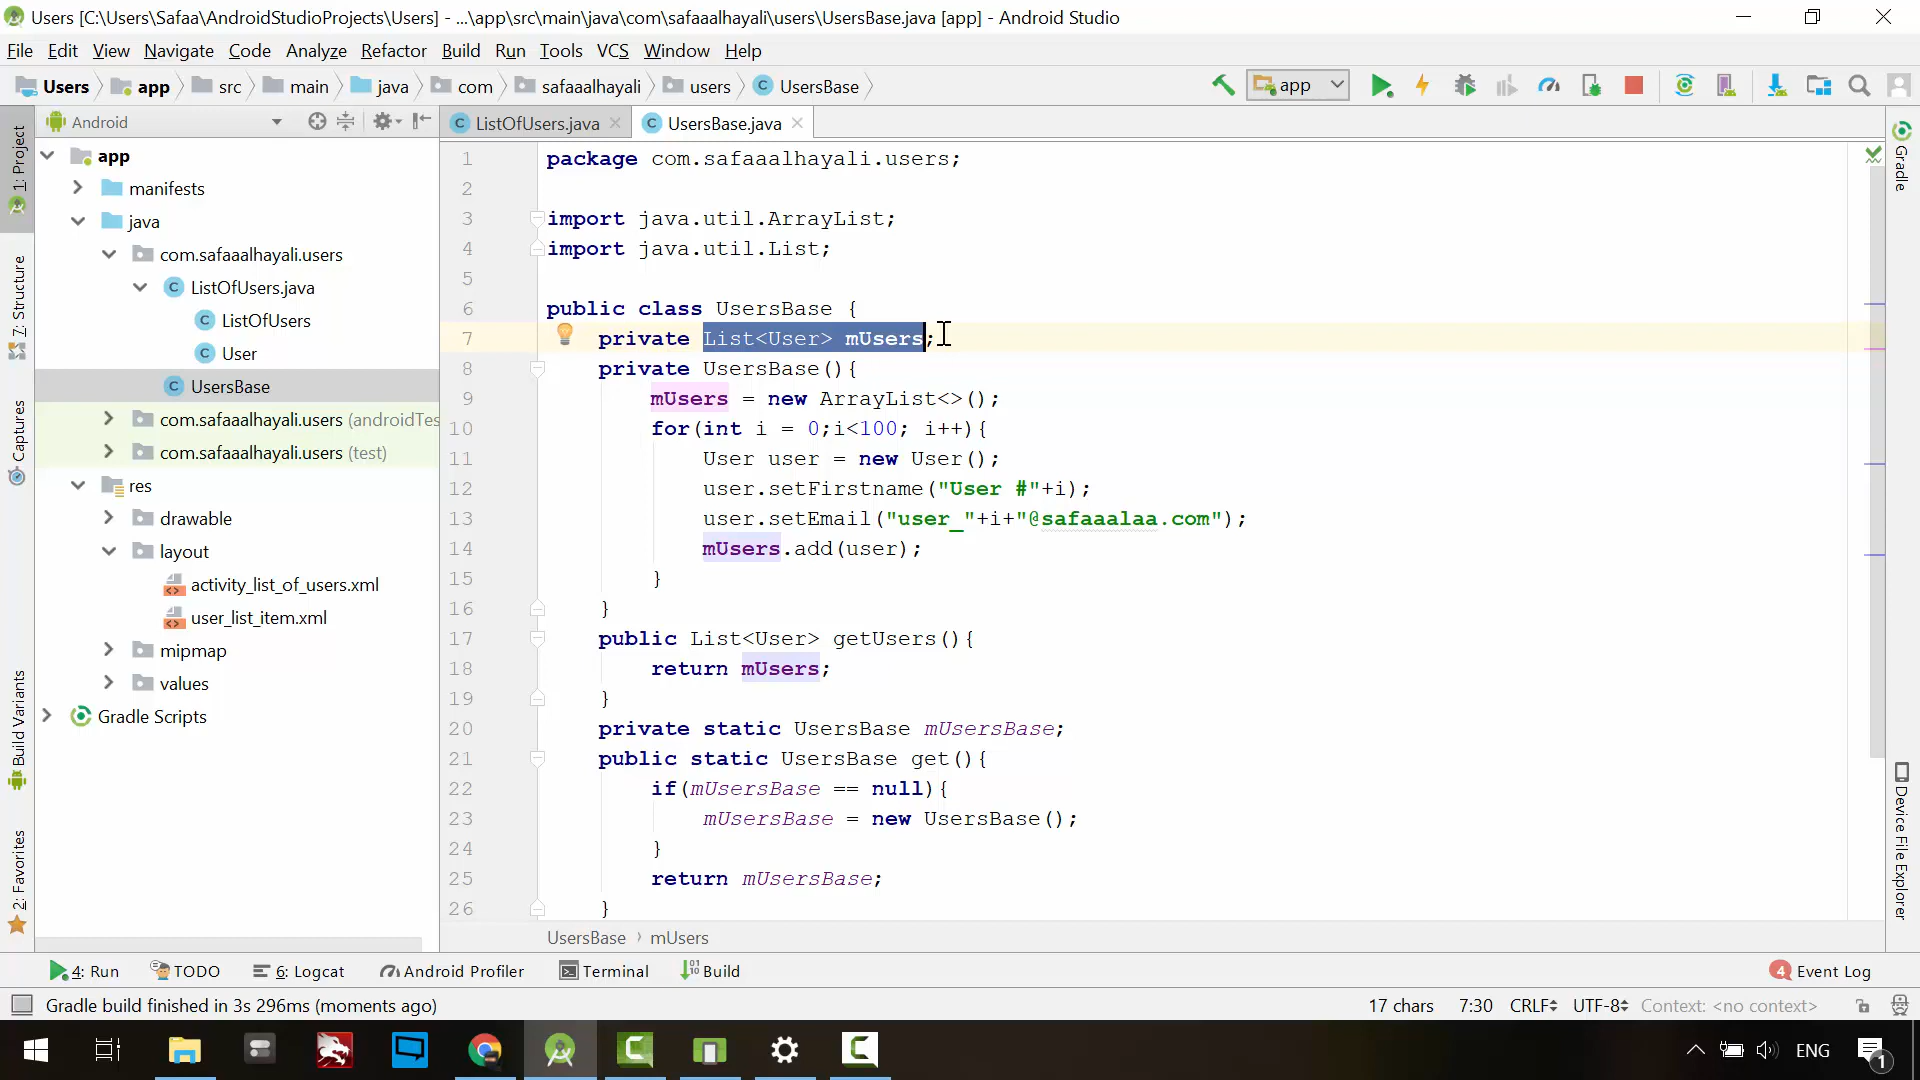 Users [C:\Users\Safaa\AndroidStudioProjects\Users] - ...\app\src\main\java\com\safaaalhayali\users\UsersBase.java [app] - Android Studio
File Edit View Navigate Code Analyze Refactor Build Run Tools VCS Window Help
Users app src main java com safaaalhayali users UsersBase app
Android
ListOfUsers.java UsersBase.java
1: Project
7: Structure
Captures
Build Variants
2: Favorites
app
manifests
java
com.safaaalhayali.users
ListOfUsers.java
ListOfUsers
User
UsersBase
com.safaaalhayali.users (androidTes
com.safaaalhayali.users (test)
res
drawable
layout
activity_list_of_users.xml
user_list_item.xml
mipmap
values
Gradle Scripts
1 package com.safaaalhayali.users;
2
3 import java.util.ArrayList;
4 import java.util.List;
5
6 public class UsersBase {
7 private List<User> mUsers;
8 private UsersBase(){
9 mUsers = new ArrayList<>();
10 for(int i = 0;i<100; i++){
11 User user = new User();
12 user.setFirstname("User #"+i);
13 user.setEmail("user_"+i+"@safaaalaa.com");
14 mUsers.add(user);
15 }
16 }
17 public List<User> getUsers(){
18 return mUsers;
19 }
20 private static UsersBase mUsersBase;
21 public static UsersBase get(){
22 if(mUsersBase == null){
23 mUsersBase = new UsersBase();
24 }
25 return mUsersBase;
26 }
Gradle
Device File Explorer
UsersBase › mUsers
4: Run TODO 6: Logcat Android Profiler Terminal Build 4 Event Log
Gradle build finished in 3s 296ms (moments ago) 17 chars 7:30 CRLF UTF-8 Context: <no context>
ENG 1